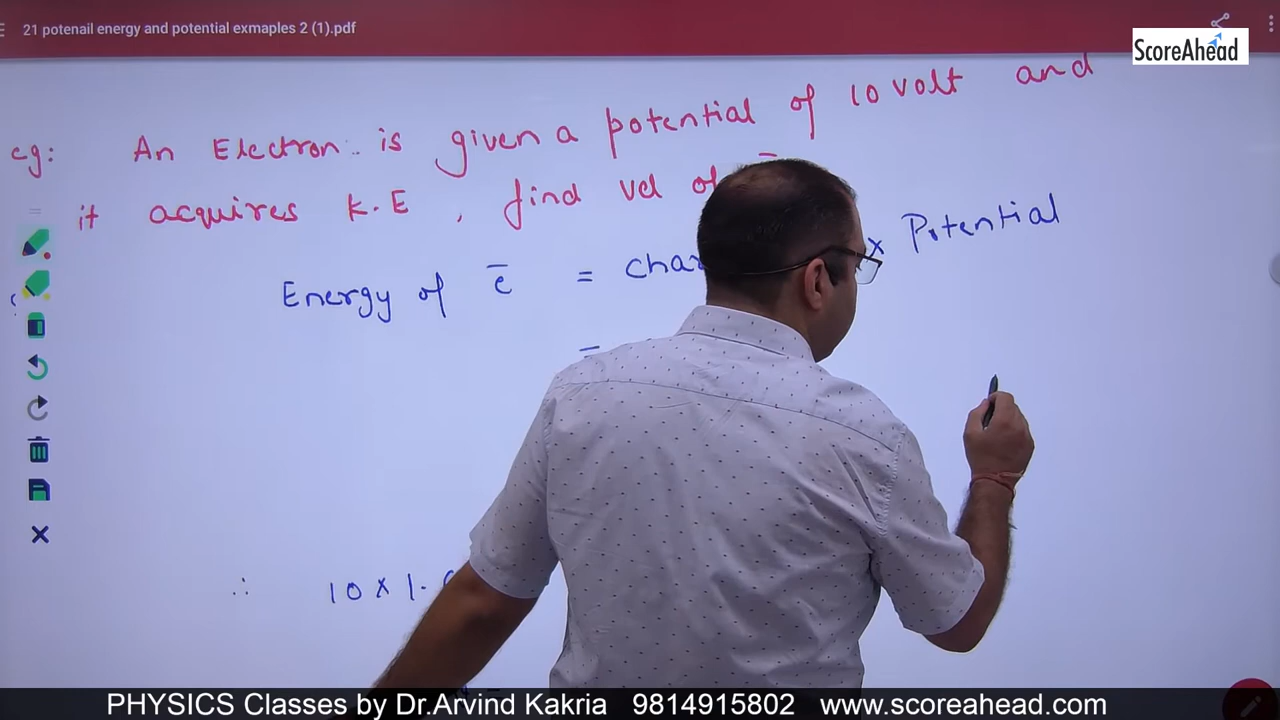 21 potenail energy and potential exmaples 2 (1).pdf
ScoreAhead
eg: An Electron is given a potential of 10 volt and
it acquires K.E , find vel of
Energy of e̅ = × Potential
=
∴ 10 × 1.
PHYSICS Classes by Dr.Arvind Kakria 9814915802 www.scoreahead.com